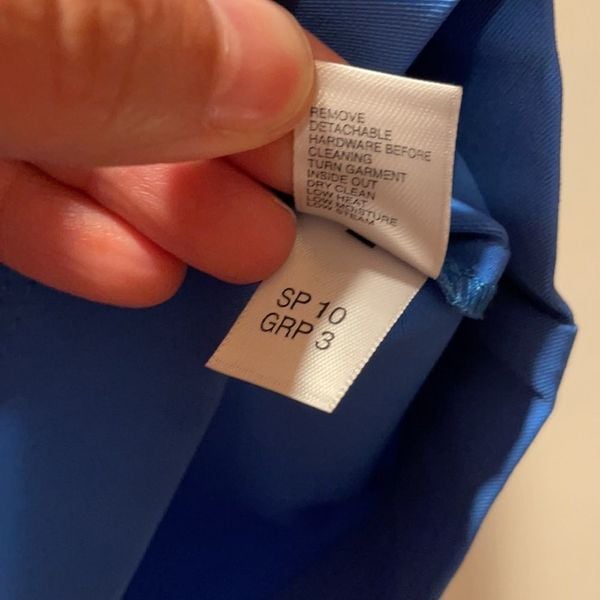 REMOVE
DETACHABLE
HARDWARE BEFORE
CLEANING
TURN GARMENT
INSIDE OUT
DRY CLEAN
LOW HEAT
LOW MOISTURE
LOW STEAM
SP 10
GRP 3